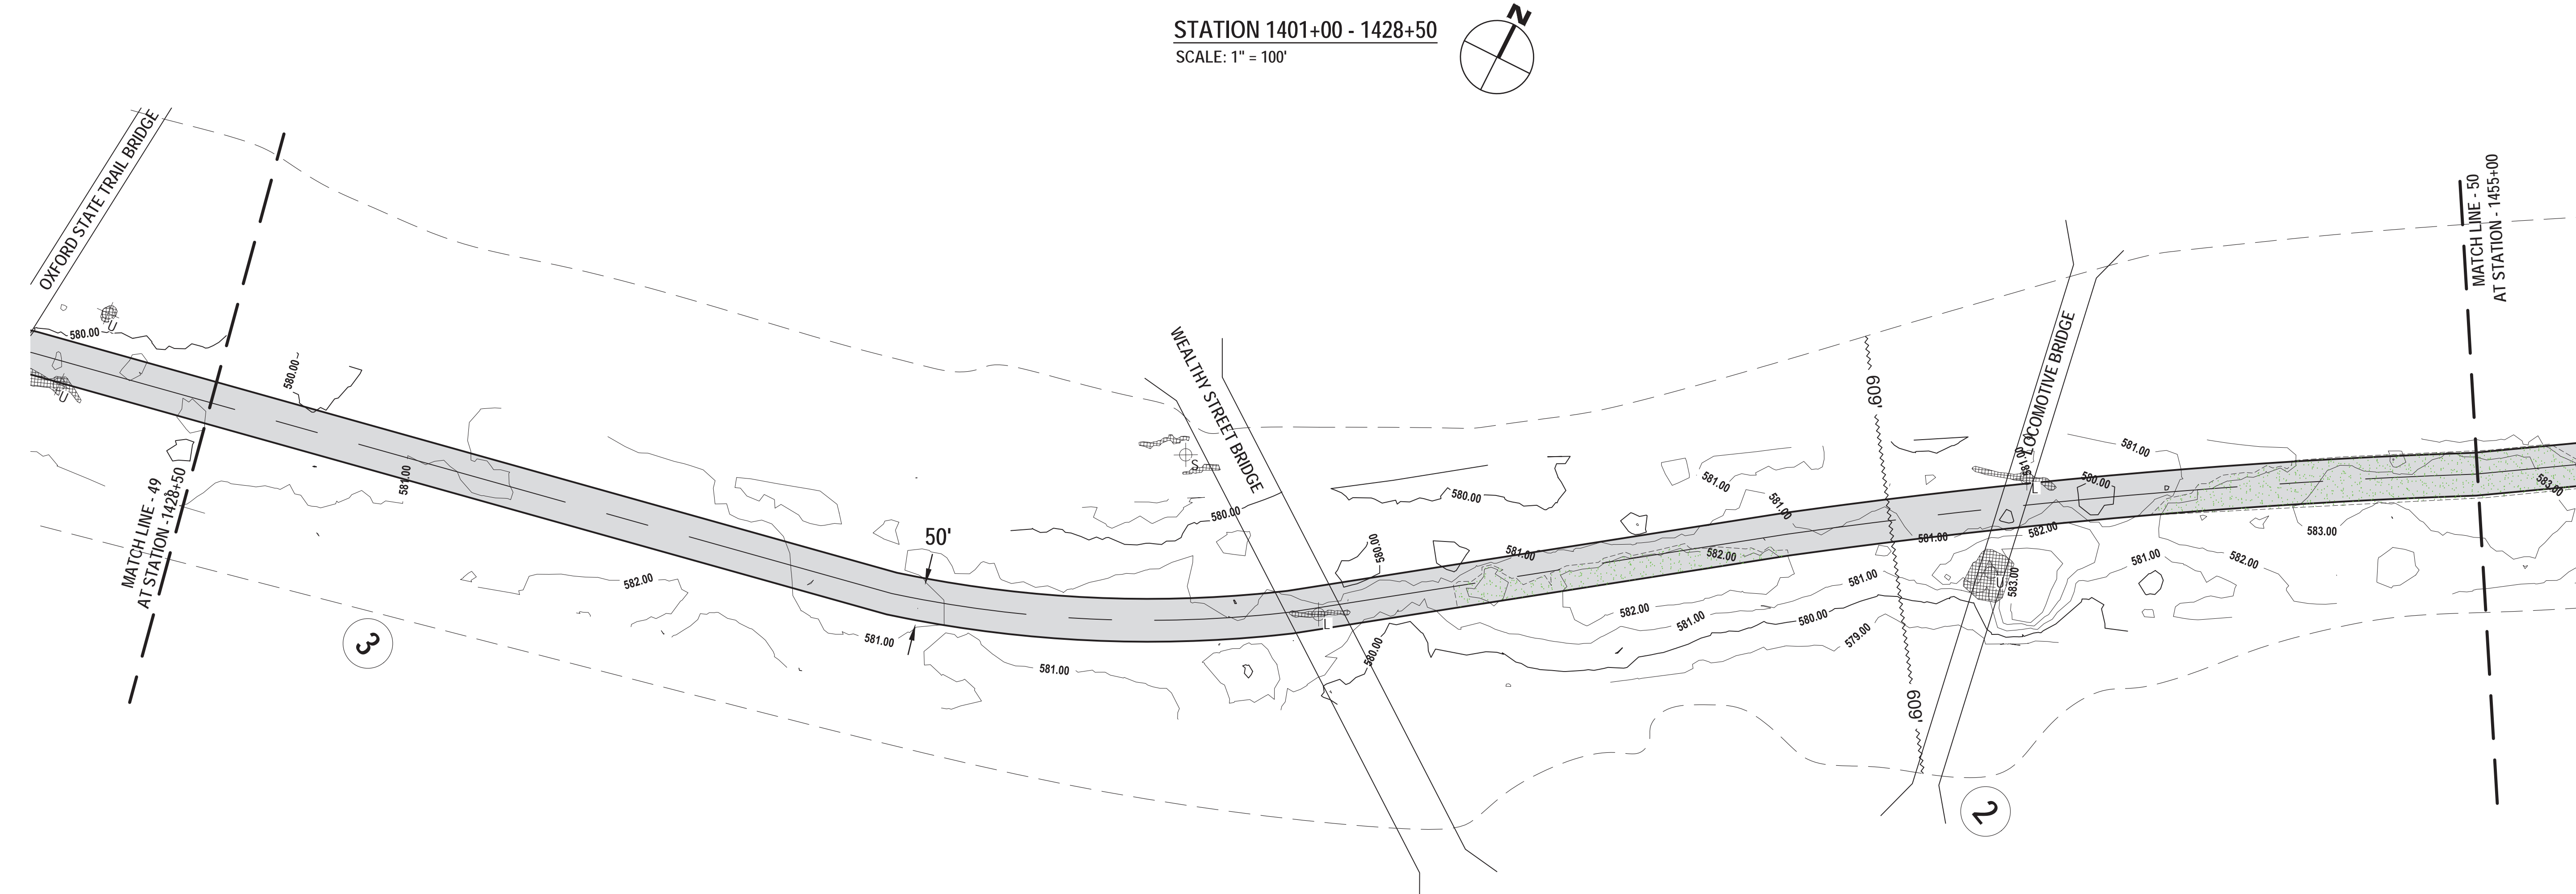 STATION 1401+00 - 1428+50
SCALE: 1" = 100'
N
OXFORD STATE TRAIL BRIDGE
MATCH LINE - 49
AT STATION -1428+50
WEALTHY STREET BRIDGE
LOCOMOTIVE BRIDGE
MATCH LINE - 50
AT STATION - 1455+00
580.00
U
U
580.00
581.00
582.00
581.00
50'
581.00
S
580.00
L
580.00
580.00
580.00
581.00
582.00
581.00
581.00
582.00
581.00
580.00
579.00
581.00
609'
609'
581.00
581.00
L
580.00
581.00
582.00
U
583.00
581.00
582.00
583.00
583.00
3
2